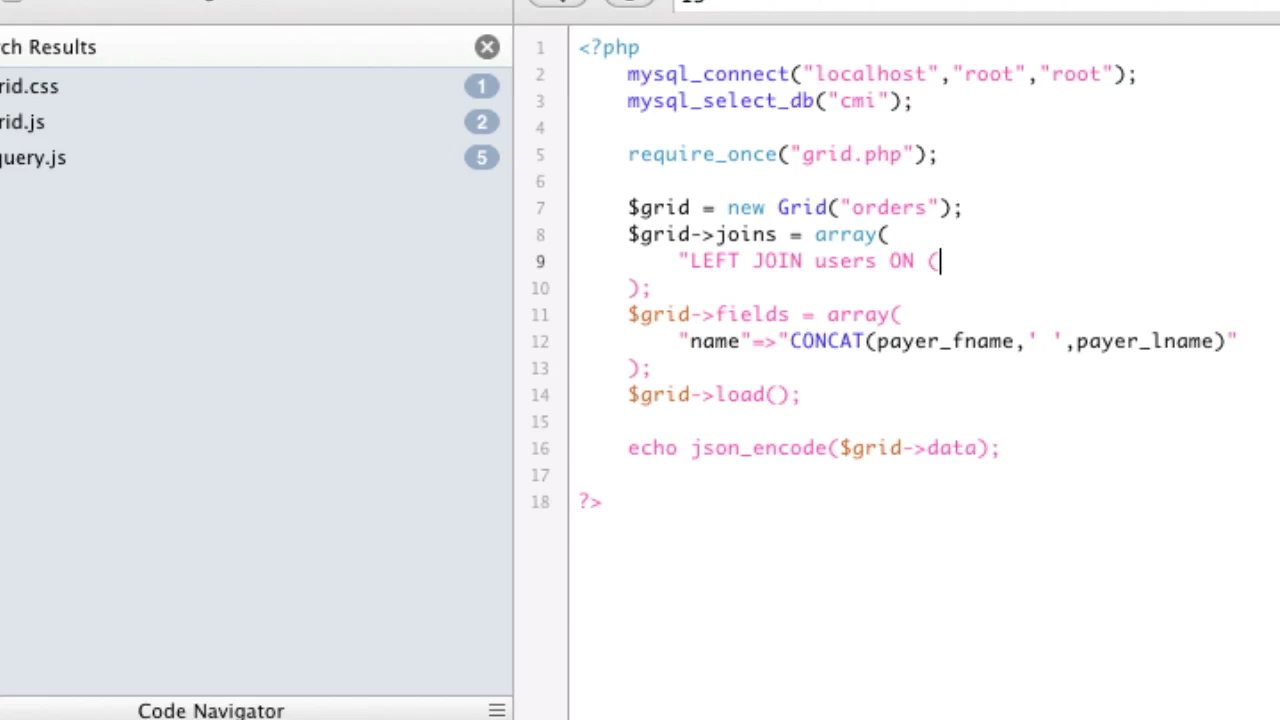 ch Results
rid.css 1
rid.js 2
query.js 5
Code Navigator
1 <?php
2 mysql_connect("localhost","root","root");
3 mysql_select_db("cmi");
4
5 require_once("grid.php");
6
7 $grid = new Grid("orders");
8 $grid->joins = array(
9 "LEFT JOIN users ON (
10 );
11 $grid->fields = array(
12 "name"=>"CONCAT(payer_fname,' ',payer_lname)"
13 );
14 $grid->load();
15
16 echo json_encode($grid->data);
17
18 ?>